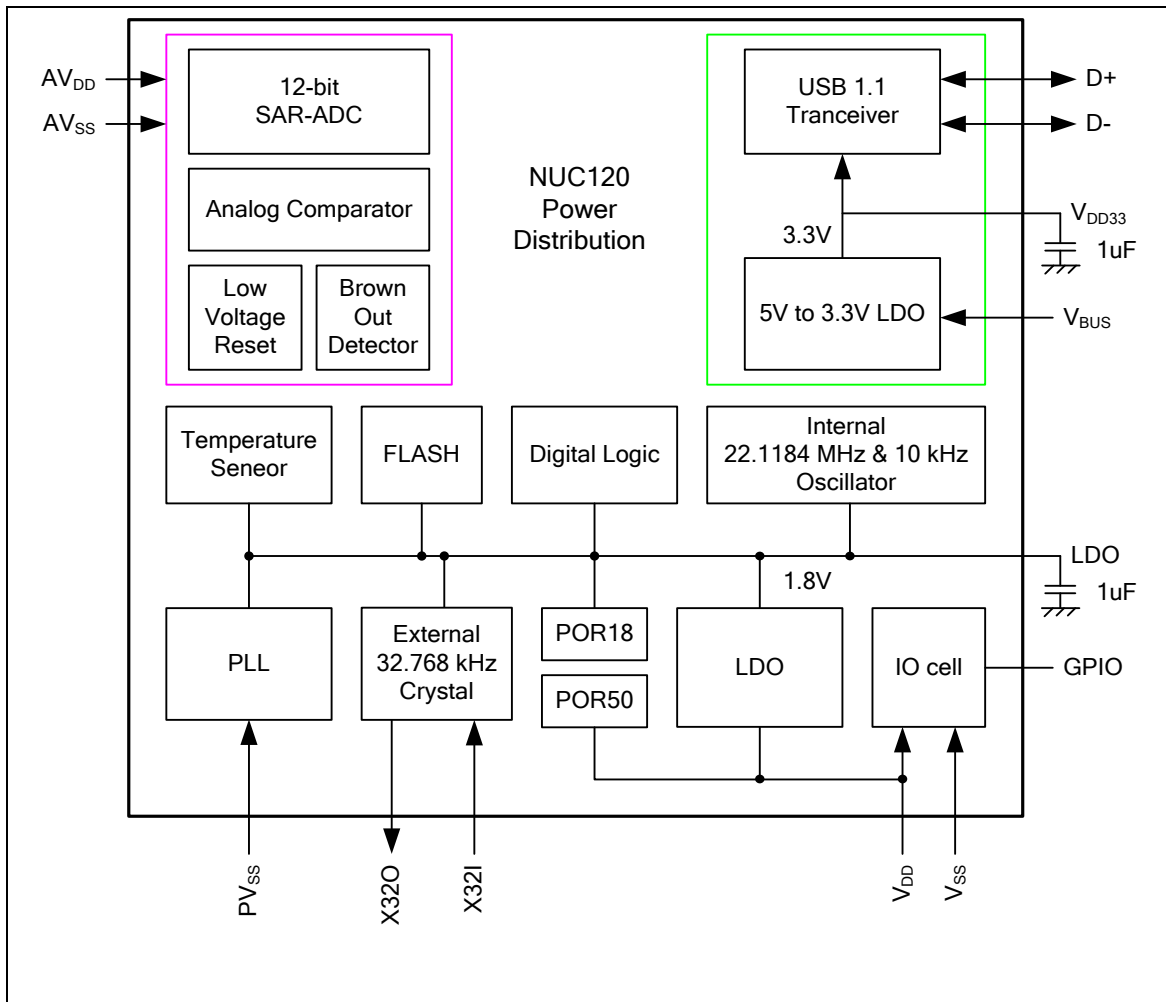 AVDD
AVSS
12-bit
SAR-ADC
Analog Comparator
Low
Voltage
Reset
Brown
Out
Detector
NUC120
Power
Distribution
USB 1.1
Tranceiver
D+
D-
3.3V
VDD33
1uF
5V to 3.3V LDO
VBUS
Temperature
Seneor
FLASH
Digital Logic
Internal
22.1184 MHz & 10 kHz
Oscillator
1.8V
LDO
1uF
PLL
External
32.768 kHz
Crystal
POR18
POR50
LDO
IO cell
GPIO
PVSS
X32O
X32I
VDD
VSS